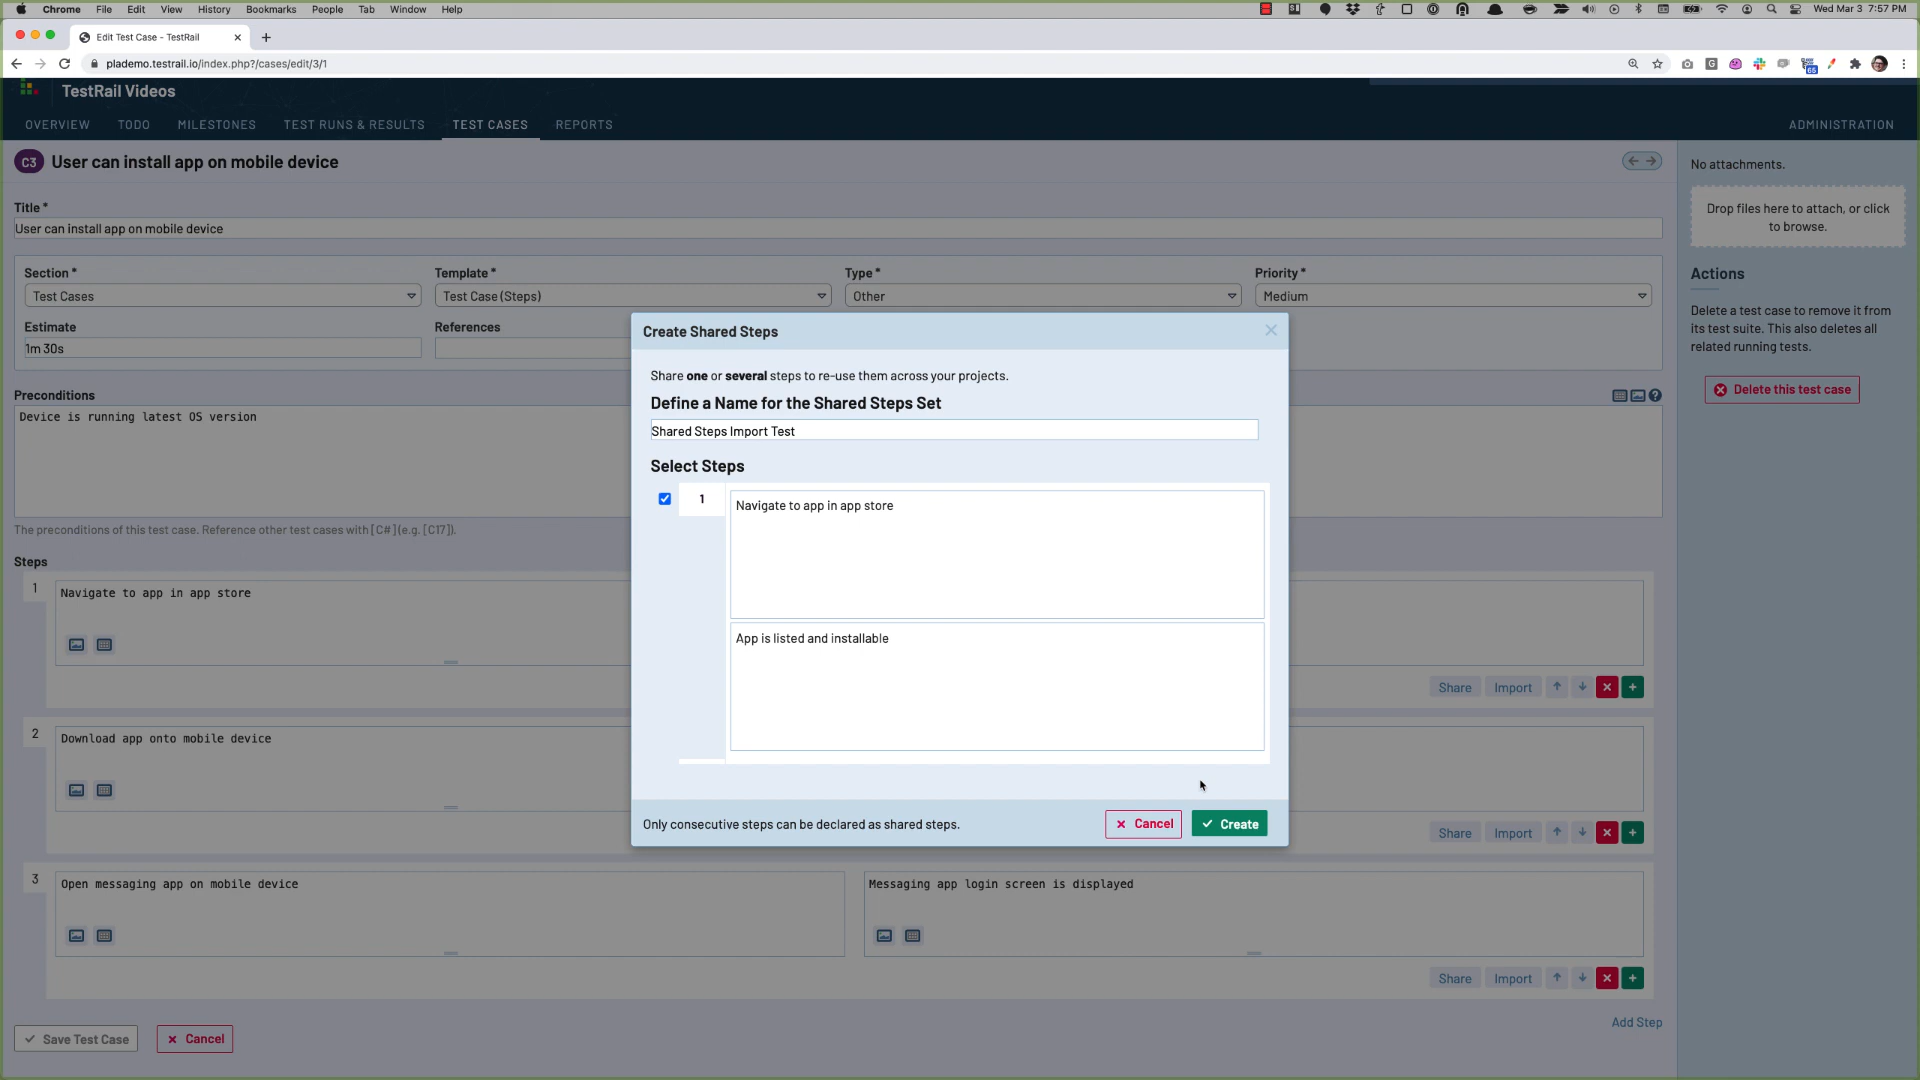 Chrome File Edit View History Bookmarks People Tab Window Help
Wed Mar 3 7:57 PM
Edit Test Case - TestRail
plademo.testrail.io/index.php?/cases/edit/3/1
65
TestRail Videos
OVERVIEW TODO MILESTONES TEST RUNS & RESULTS TEST CASES REPORTS ADMINISTRATION
C3 User can install app on mobile device
Title *
User can install app on mobile device
Section * Template * Type * Priority *
Test Cases Test Case (Steps) Other Medium
Estimate References
1m 30s
Preconditions
Device is running latest OS version
The preconditions of this test case. Reference other test cases with [C#] (e.g. [C17]).
Steps
1 Navigate to app in app store
Share Import
2 Download app onto mobile device
Share Import
3 Open messaging app on mobile device Messaging app login screen is displayed
Share Import
Add Step
Save Test Case Cancel
Create Shared Steps
Share one or several steps to re-use them across your projects.
Define a Name for the Shared Steps Set
Shared Steps Import Test
Select Steps
1 Navigate to app in app store
App is listed and installable
Only consecutive steps can be declared as shared steps.
Cancel Create
No attachments.
Drop files here to attach, or click
to browse.
Actions
Delete a test case to remove it from
its test suite. This also deletes all
related running tests.
Delete this test case